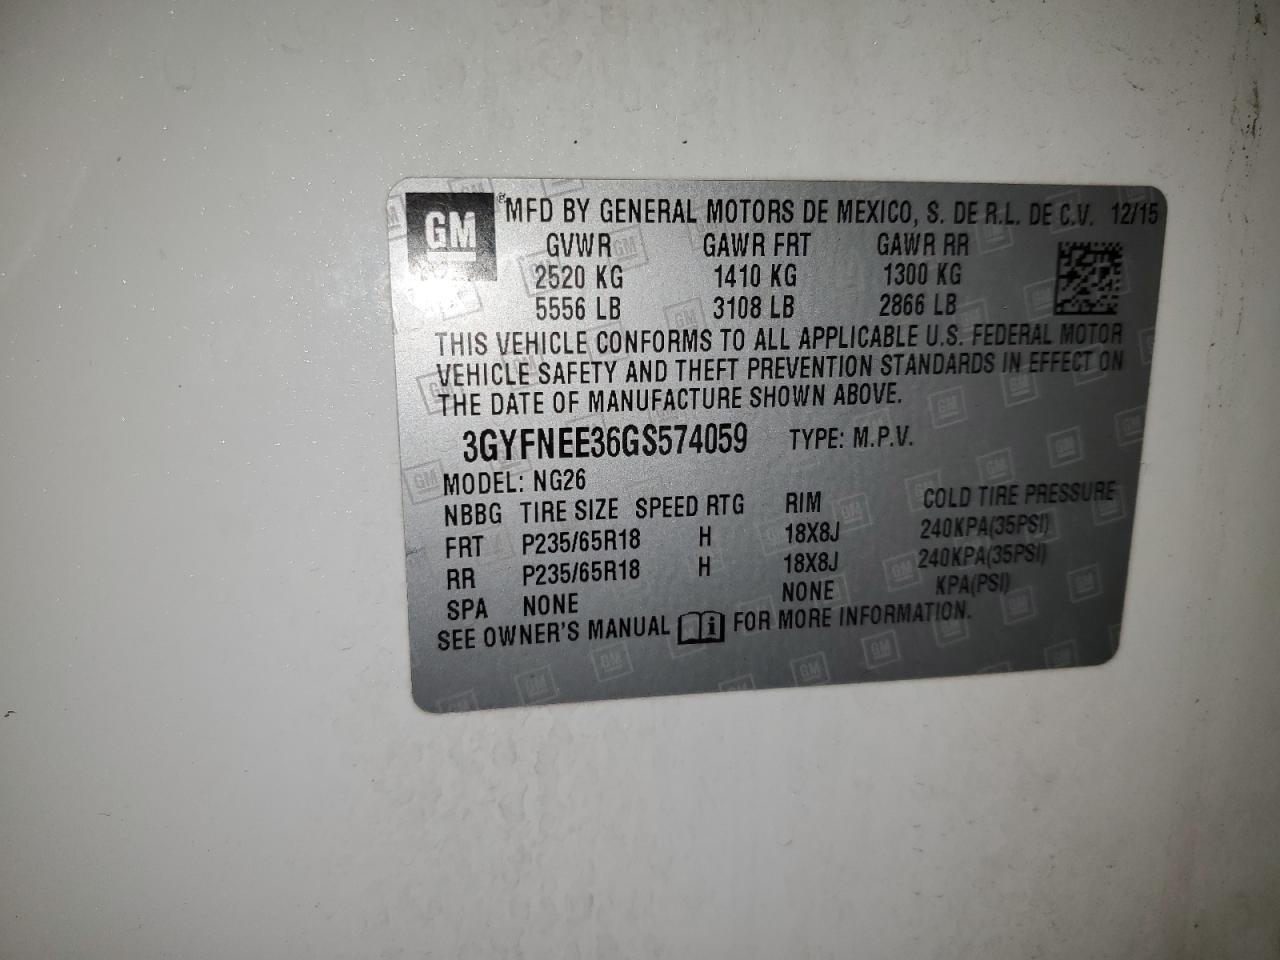 GM ® MFD BY GENERAL MOTORS DE MEXICO, S. DE R.L. DE C.V. 12/15
GVWR GAWR FRT GAWR RR
2520 KG 1410 KG 1300 KG
5556 LB 3108 LB 2866 LB
THIS VEHICLE CONFORMS TO ALL APPLICABLE U.S. FEDERAL MOTOR
VEHICLE SAFETY AND THEFT PREVENTION STANDARDS IN EFFECT ON
THE DATE OF MANUFACTURE SHOWN ABOVE.
3GYFNEE36GS574059 TYPE: M.P.V.
MODEL: NG26
NBBG TIRE SIZE SPEED RTG RIM COLD TIRE PRESSURE
FRT P235/65R18 H 18X8J 240KPA(35PSI)
RR P235/65R18 H 18X8J 240KPA(35PSI)
SPA NONE NONE KPA(PSI)
SEE OWNER'S MANUAL i FOR MORE INFORMATION.